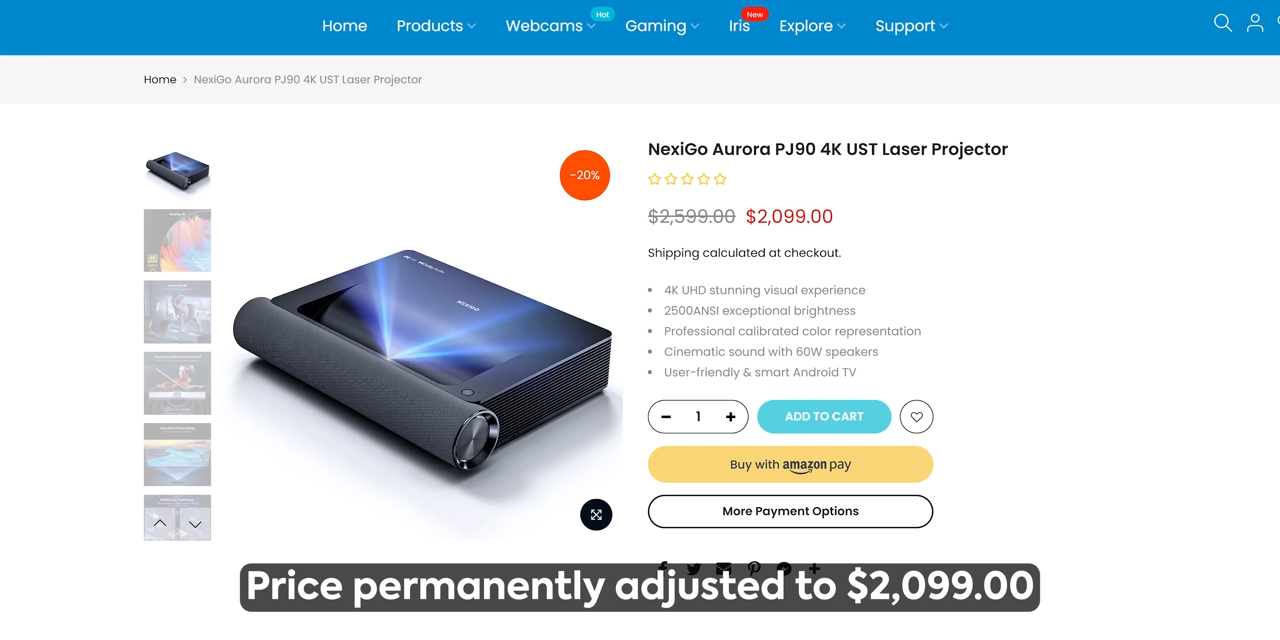 Home Products Webcams Hot Gaming Iris New Explore Support
Home > NexiGo Aurora PJ90 4K UST Laser Projector
-20%
NEXIGO
NexiGo Aurora PJ90 4K UST Laser Projector
$2,599.00 $2,099.00
Shipping calculated at checkout.
• 4K UHD stunning visual experience
• 2500ANSI exceptional brightness
• Professional calibrated color representation
• Cinematic sound with 60W speakers
• User-friendly & smart Android TV
1 ADD TO CART
Buy with amazon pay
More Payment Options
Price permanently adjusted to $2,099.00